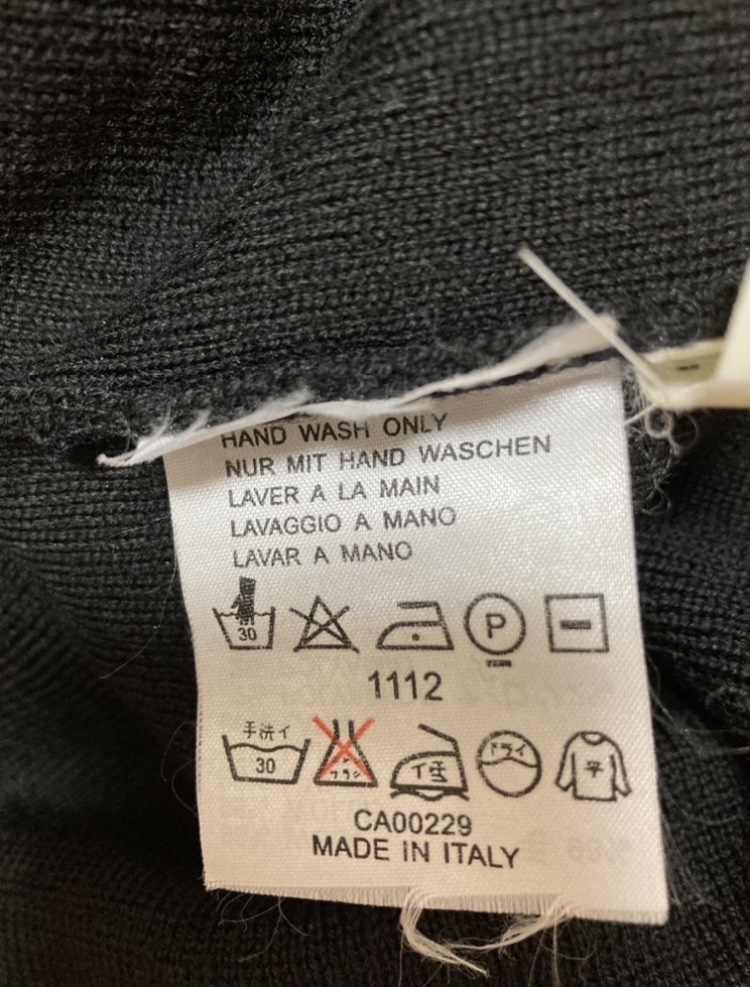 HAND WASH ONLY
NUR MIT HAND WASCHEN
LAVER A LA MAIN
LAVAGGIO A MANO
LAVAR A MANO
30 P
1112
手洗イ
30 ドライ 平
CA00229
MADE IN ITALY